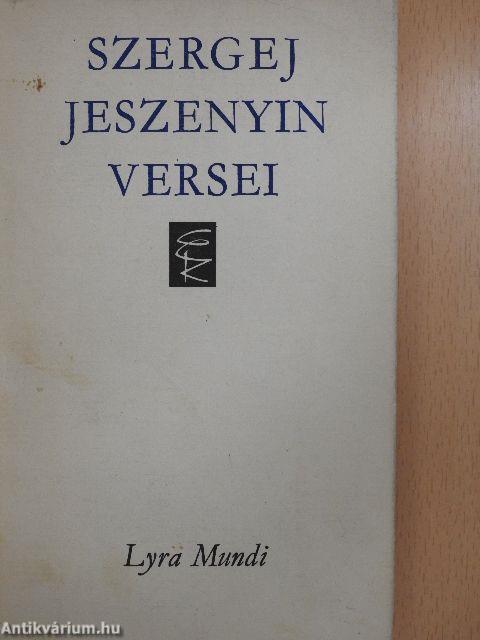 SZERGEJ
JESZENYIN
VERSEI
Lyra Mundi
Antikvárium.hu